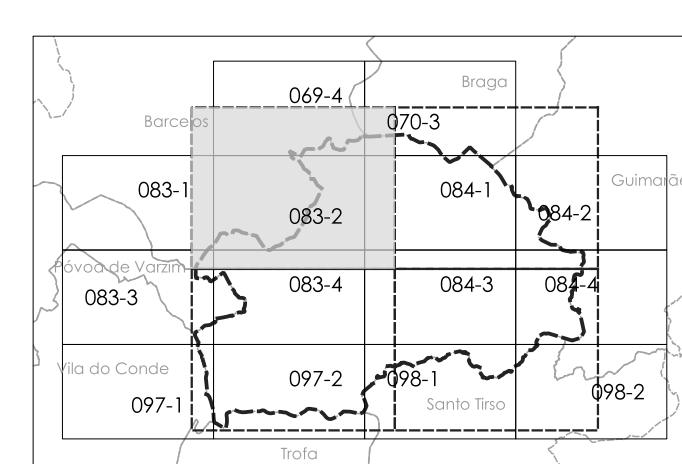 Braga
069-4
Barcelos
070-3
083-1
084-1
Guimarãe
083-2
084-2
Póvoa de Varzim
083-4
084-3
084-4
083-3
Vila do Conde
097-2
098-1
098-2
097-1
Santo Tirso
Trofa